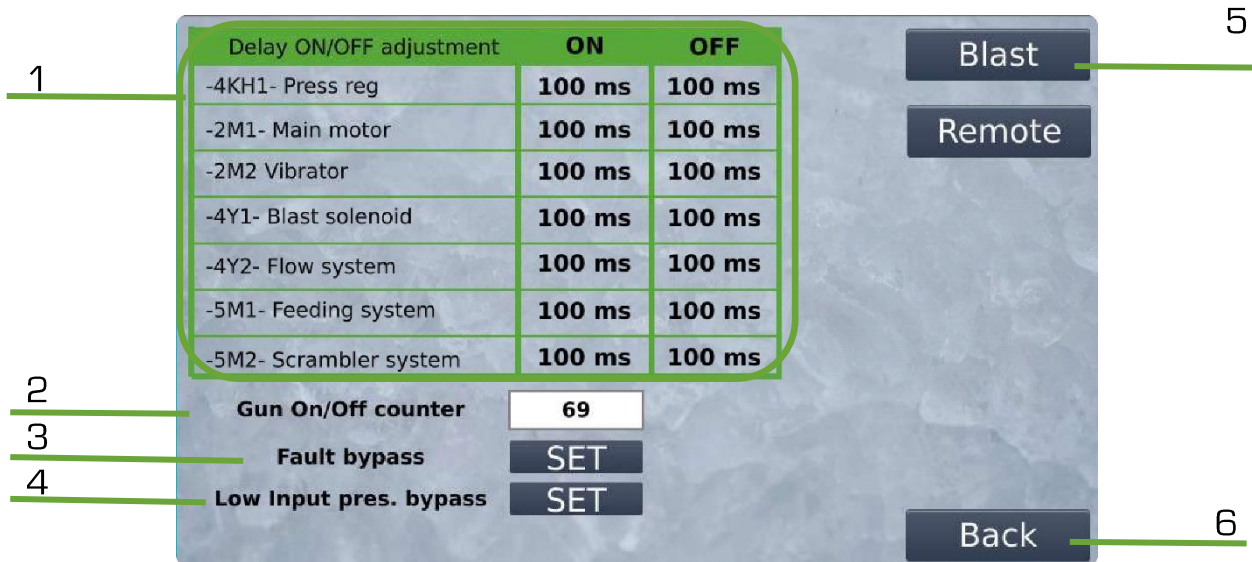 1
Delay ON/OFF adjustment ON OFF
-4KH1- Press reg 100 ms 100 ms
-2M1- Main motor 100 ms 100 ms
-2M2 Vibrator 100 ms 100 ms
-4Y1- Blast solenoid 100 ms 100 ms
-4Y2- Flow system 100 ms 100 ms
-5M1- Feeding system 100 ms 100 ms
-5M2- Scrambler system 100 ms 100 ms
2
Gun On/Off counter 69
3
Fault bypass SET
4
Low Input pres. bypass SET
5
Blast
Remote
Back
6